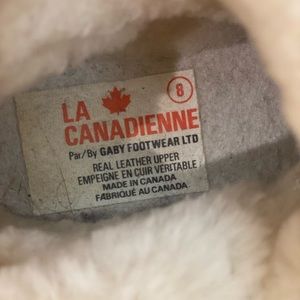 LA
8
CANADIENNE
Par/By GABY FOOTWEAR LTD
REAL LEATHER UPPER
EMPEIGNE EN CUIR VÉRITABLE
MADE IN CANADA
FABRIQUÉ AU CANADA